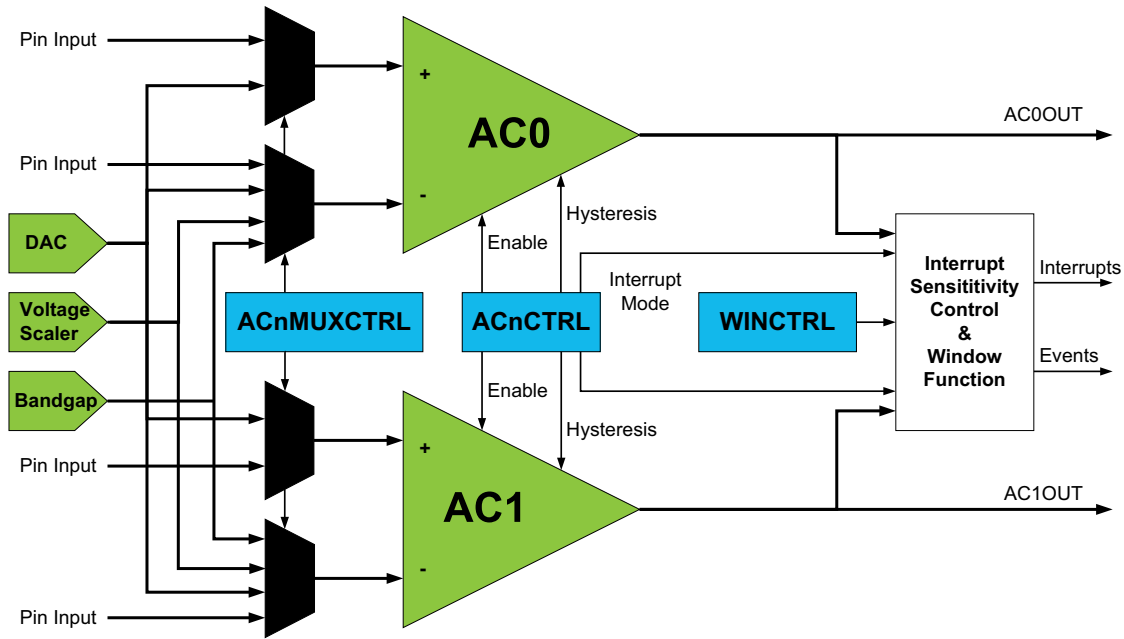 Pin Input
+
AC0
AC0OUT
Pin Input
-
Hysteresis
DAC
Enable
Interrupt
Sensititivity
Control
&
Window
Function
Interrupts
Interrupt
Mode
Voltage
Scaler
ACnMUXCTRL
ACnCTRL
WINCTRL
Events
Bandgap
Enable
Hysteresis
+
Pin Input
AC1
AC1OUT
-
Pin Input